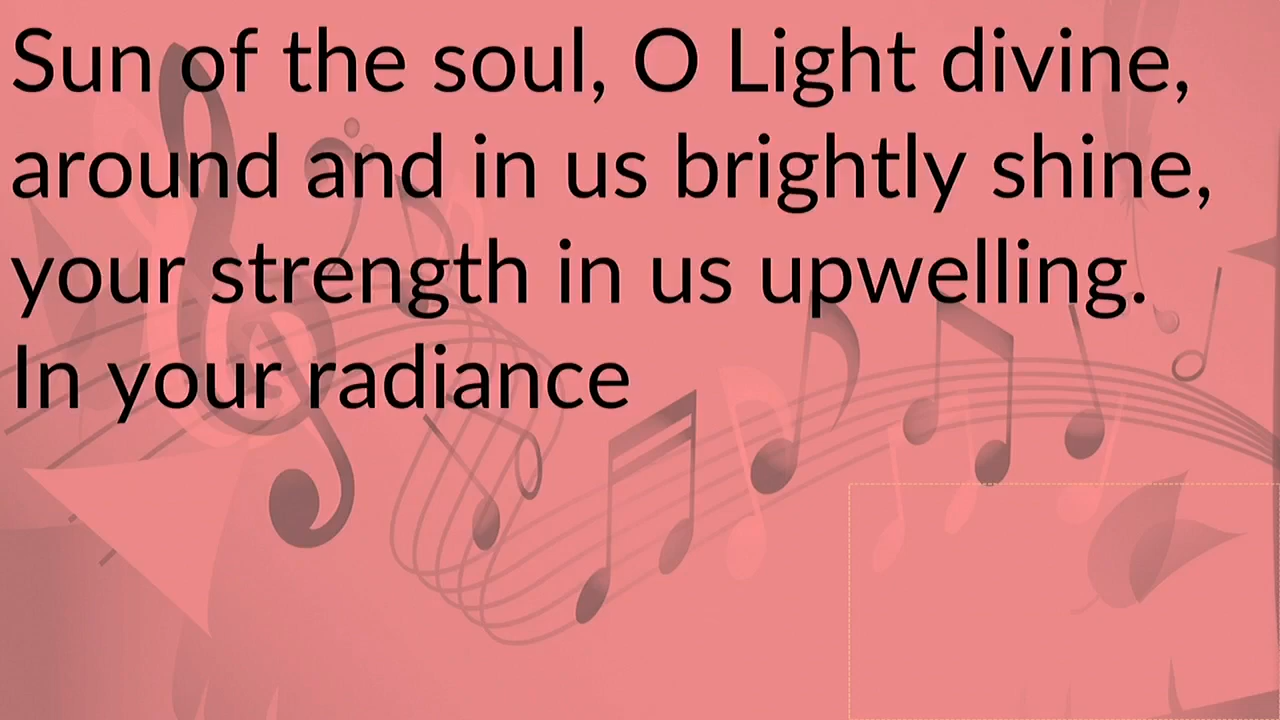 Sun of the soul, O Light divine,
around and in us brightly shine,
your strength in us upwelling.
In your radiance